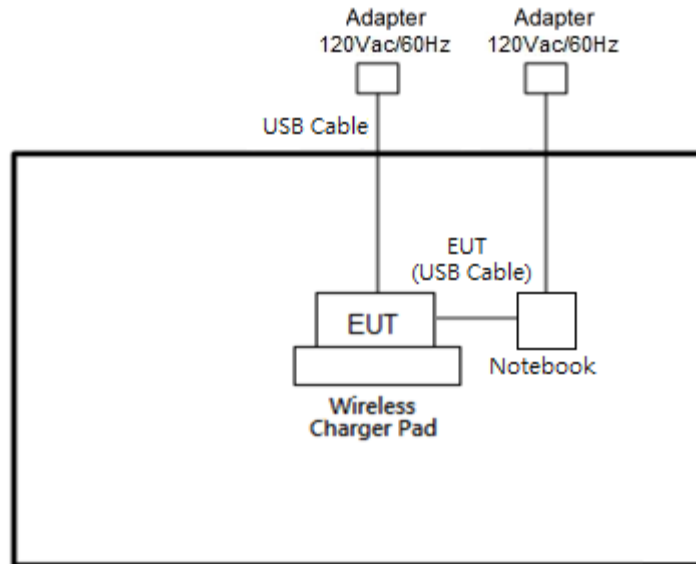 Adapter
120Vac/60Hz
Adapter
120Vac/60Hz
USB Cable
EUT
(USB Cable)
EUT
Notebook
Wireless
Charger Pad